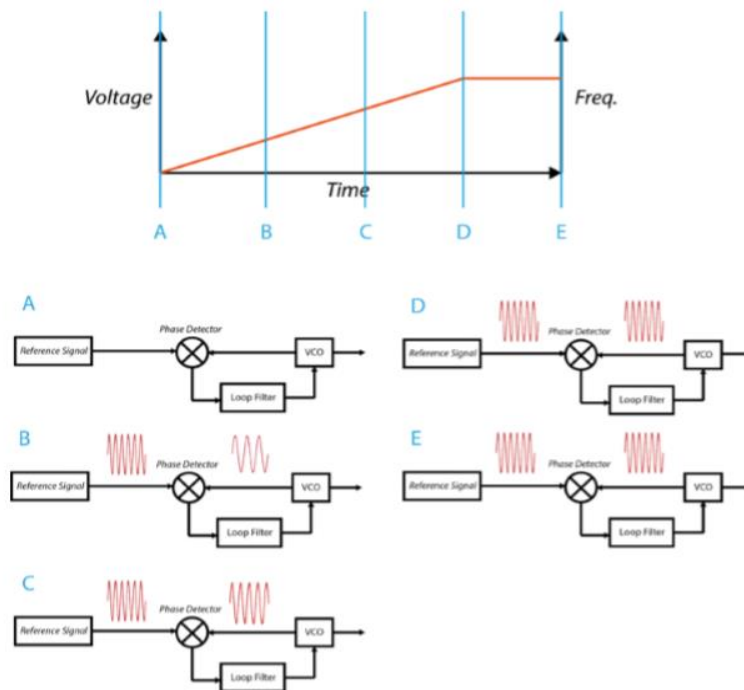 Voltage
Freq.
Time
A
B
C
D
E
A
Phase Detector
Reference Signal
VCO
Loop Filter
B
Phase Detector
Reference Signal
VCO
Loop Filter
C
Phase Detector
Reference Signal
VCO
Loop Filter
D
Phase Detector
Reference Signal
VCO
Loop Filter
E
Phase Detector
Reference Signal
VCO
Loop Filter